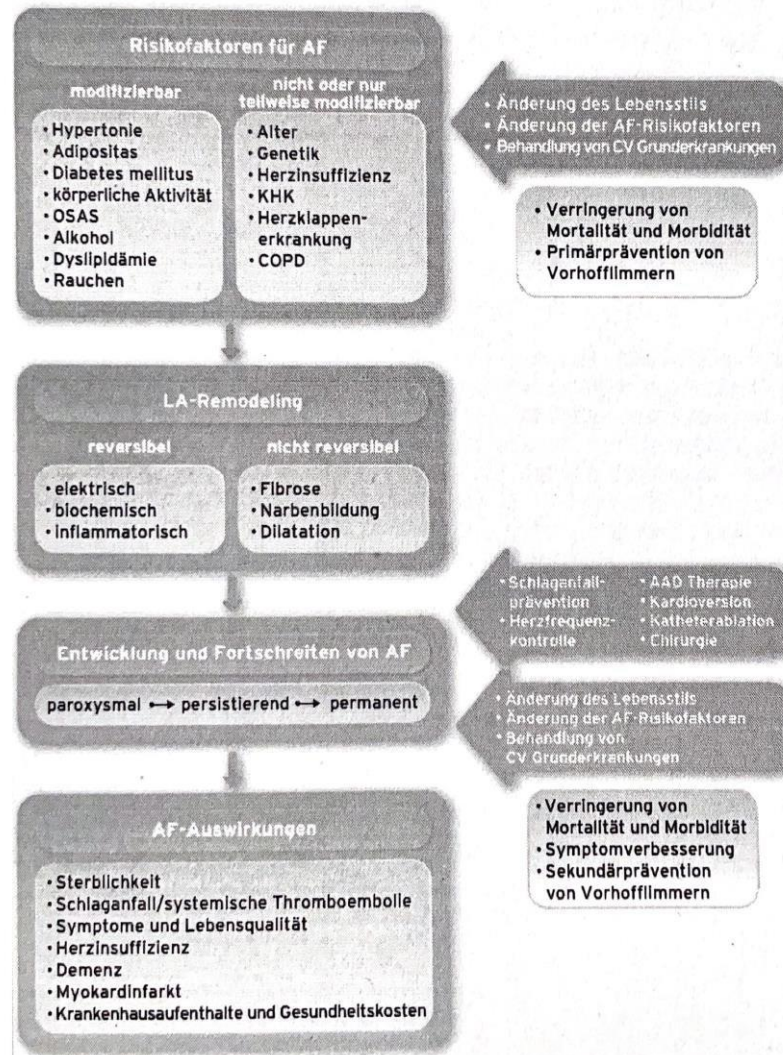 Risikofaktoren für AF
modifizierbar
• Hypertonie
• Adipositas
• Diabetes mellitus
• körperliche Aktivität
• OSAS
• Alkohol
• Dyslipidämie
• Rauchen
nicht oder nur
teilweise modifizierbar
• Alter
• Genetik
• Herzinsuffizienz
• KHK
• Herzklappen-
erkrankung
• COPD
• Änderung des Lebensstils
• Änderung der AF-Risikofaktoren
• Behandlung von CV Grunderkrankungen
• Verringerung von
Mortalität und Morbidität
• Primärprävention von
Vorhofflimmern
LA-Remodeling
reversibel
• elektrisch
• biochemisch
• inflammatorisch
nicht reversibel
• Fibrose
• Narbenbildung
• Dilatation
• Schlaganfall-
prävention
• Herzfrequenz-
kontrolle
• AAD Therapie
• Kardioversion
• Katheterablation
• Chirurgie
Entwicklung und Fortschreiten von AF
paroxysmal ↔ persistierend ↔ permanent
• Änderung des Lebensstils
• Änderung der AF-Risikofaktoren
• Behandlung von
CV Grunderkrankungen
• Verringerung von
Mortalität und Morbidität
• Symptomverbesserung
• Sekundärprävention
von Vorhofflimmern
AF-Auswirkungen
• Sterblichkeit
• Schlaganfall/systemische Thromboembolie
• Symptome und Lebensqualität
• Herzinsuffizienz
• Demenz
• Myokardinfarkt
• Krankenhausaufenthalte und Gesundheitskosten